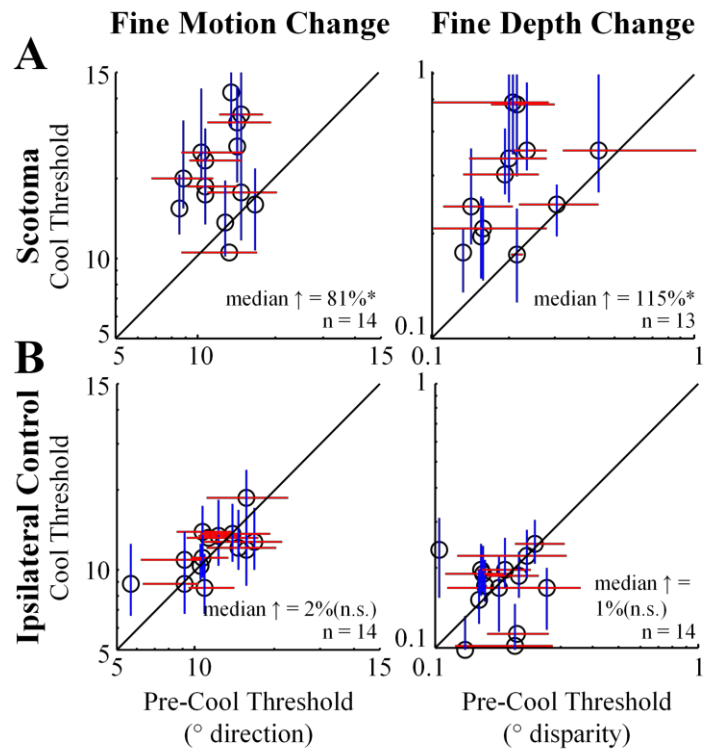 Fine Motion Change
Fine Depth Change
A
Scotoma
Cool Threshold
15
10
5
median ↑ = 81%*
n = 14
5
10
15
1
0.1
median ↑ = 115%*
n = 13
0.1
1
B
Ipsilateral Control
Cool Threshold
15
10
5
median ↑ = 2%(n.s.)
n = 14
5
10
15
1
0.1
median ↑ =
1%(n.s.)
n = 14
0.1
1
Pre-Cool Threshold
(° direction)
Pre-Cool Threshold
(° disparity)